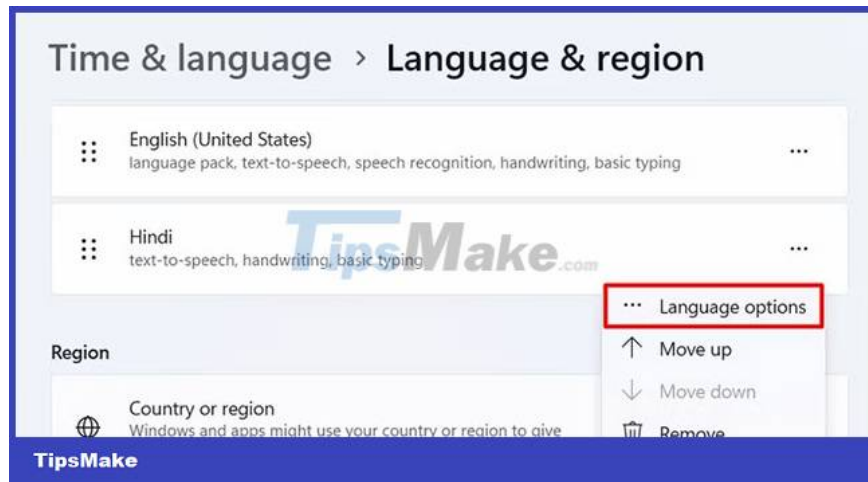 Time & language > Language & region
English (United States)
language pack, text-to-speech, speech recognition, handwriting, basic typing
Hindi
text-to-speech, handwriting, basic typing
TipsMake.com
Language options
Move up
Move down
Remove
Region
Country or region
Windows and apps might use your country or region to give
TipsMake